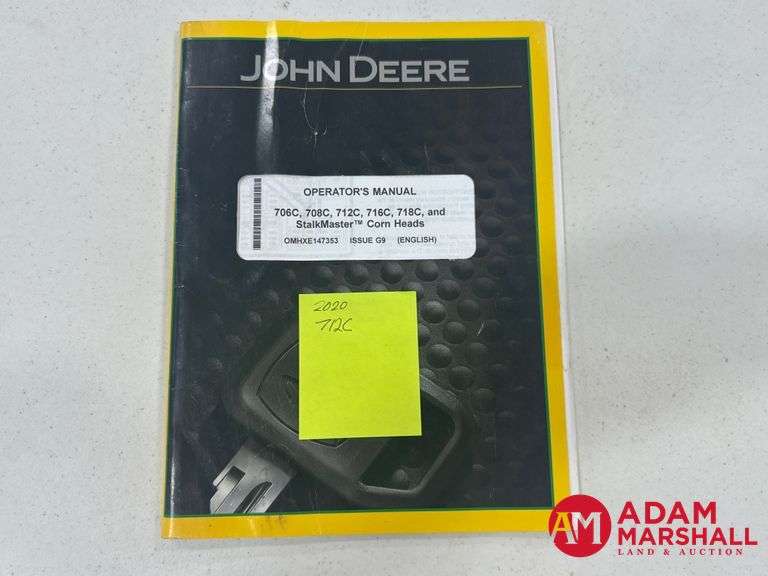 JOHN DEERE
OPERATOR'S MANUAL
706C, 708C, 712C, 716C, 718C, and
StalkMaster™ Corn Heads
OMHXE147353 ISSUE G9 (ENGLISH)
2020
712C
AM
ADAM
MARSHALL
LAND & AUCTION